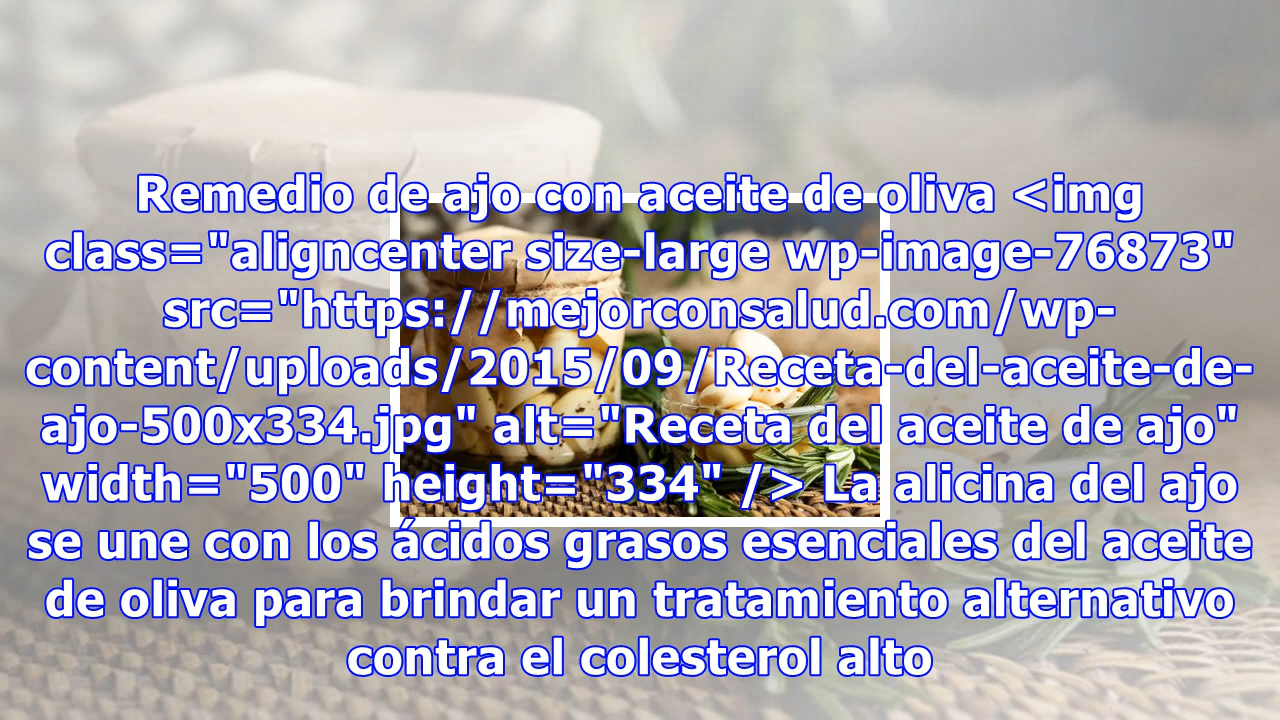 Remedio de ajo con aceite de oliva <img
class="aligncenter size-large wp-image-76873"
src="https://mejorconsalud.com/wp-
content/uploads/2015/09/Receta-del-aceite-de-
ajo-500x334.jpg" alt="Receta del aceite de ajo"
width="500" height="334" /> La alicina del ajo
se une con los ácidos grasos esenciales del aceite
de oliva para brindar un tratamiento alternativo
contra el colesterol alto